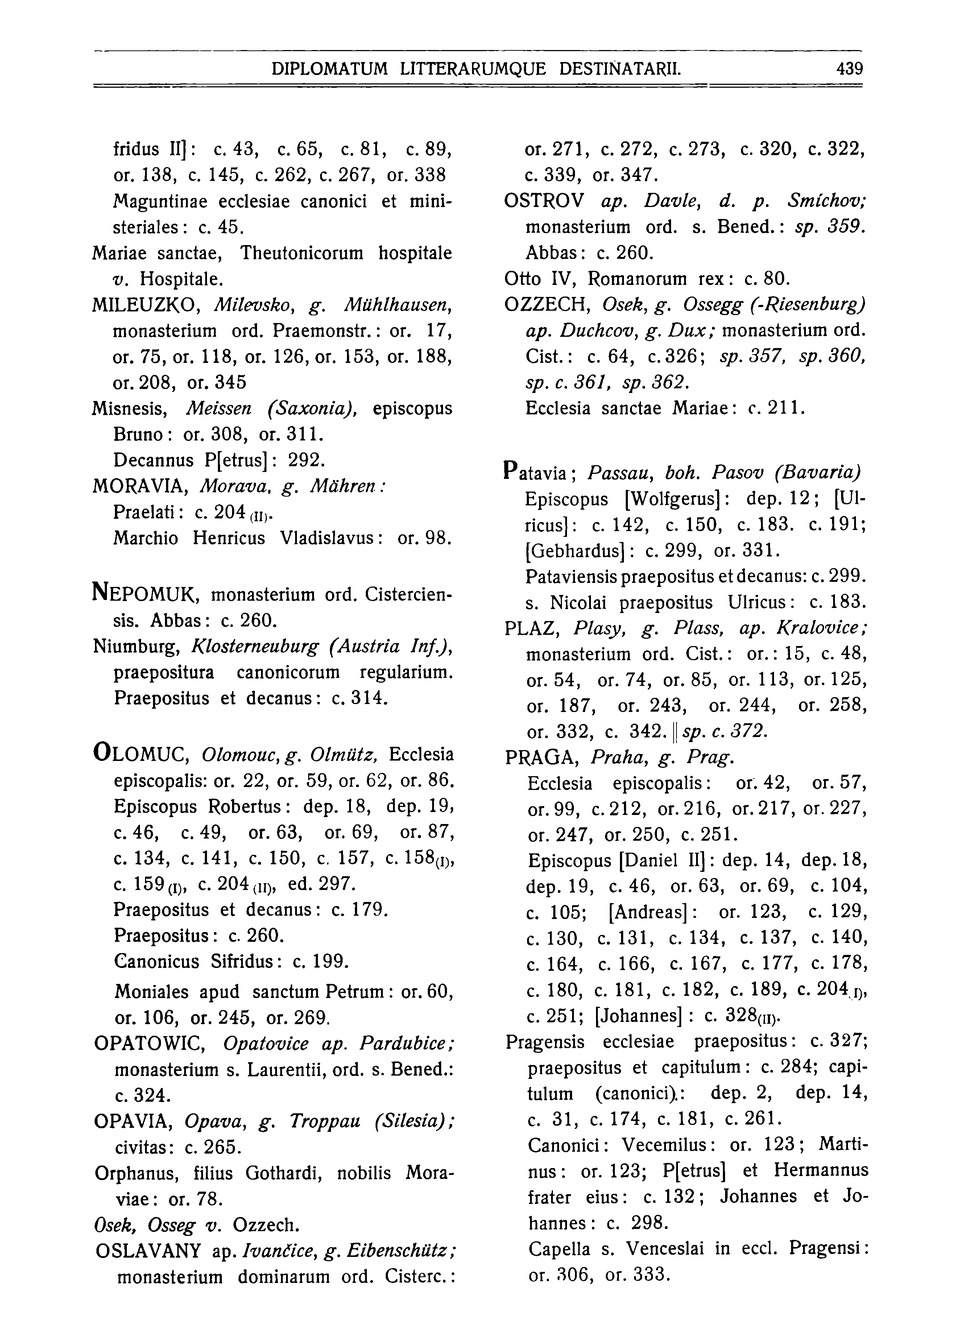 DIPLOMATUM LITTERARUMQUE DESTINATARII. 439
fridus II]: c. 43, c. 65, c. 81, c. 89,
or. 138, c. 145, c. 262, c. 267, or. 338
Maguntinae ecclesiae canonici et mini-
steriales: c. 45.
Mariae sanctae, Theutonicorum hospitale
v. Hospitale.
MILEUZKO, Milevsko, g. Mühlhausen,
monasterium ord. Praemonstr.: or. 17,
or. 75, or. 118, or. 126, or. 153, or. 188,
or. 208, or. 345
Misnesis, Meissen (Saxonia), episcopus
Bruno: or. 308, or. 311.
Decannus P[etrus]: 292.
MORAVIA, Morava, g. Mähren:
Praelati: c. 204 (II).
Marchio Henricus Vladislavus: or. 98.
NEPOMUK, monasterium ord. Cistercien-
sis. Abbas: c. 260.
Niumburg, Klosterneuburg (Austria Inf.),
praepositura canonicorum regularium.
Praepositus et decanus: c. 314.
OLOMUC, Olomouc, g. Olmütz, Ecclesia
episcopalis: or. 22, or. 59, or. 62, or. 86.
Episcopus Robertus: dep. 18, dep. 19,
c. 46, c. 49, or. 63, or. 69, or. 87,
c. 134, c. 141, c. 150, c. 157, c. 158(I),
c. 159 (I), c. 204 (II), ed. 297.
Praepositus et decanus: c. 179.
Praepositus: c. 260.
Canonicus Sifridus: c. 199.
Moniales apud sanctum Petrum: or. 60,
or. 106, or. 245, or. 269.
OPATOWIC, Opatovice ap. Pardubice;
monasterium s. Laurentii, ord. s. Bened.:
c. 324.
OPAVIA, Opava, g. Troppau (Silesia);
civitas: c. 265.
Orphanus, filius Gothardi, nobilis Mora-
viae: or. 78.
Osek, Osseg v. Ozzech.
OSLAVANY ap. Ivančice, g. Eibenschütz;
monasterium dominarum ord. Cisterc.:
or. 271, c. 272, c. 273, c. 320, c. 322,
c. 339, or. 347.
OSTROV ap. Davle, d. p. Smíchov;
monasterium ord. s. Bened.: sp. 359.
Abbas: c. 260.
Otto IV, Romanorum rex: c. 80.
OZZECH, Osek, g. Ossegg (-Riesenburg)
ap. Duchcov, g. Dux; monasterium ord.
Cist.: c. 64, c. 326; sp. 357, sp. 360,
sp. c. 361, sp. 362.
Ecclesia sanctae Mariae: c. 211.
Patavia; Passau, boh. Pasov (Bavaria)
Episcopus [Wolfgerus]: dep. 12; [Ul-
ricus]: c. 142, c. 150, c. 183. c. 191;
[Gebhardus]: c. 299, or. 331.
Pataviensis praepositus et decanus: c. 299.
s. Nicolai praepositus Ulricus: c. 183.
PLAZ, Plasy, g. Plass, ap. Kralovice;
monasterium ord. Cist.: or.: 15, c. 48,
or. 54, or. 74, or. 85, or. 113, or. 125,
or. 187, or. 243, or. 244, or. 258,
or. 332, c. 342. || sp. c. 372.
PRAGA, Praha, g. Prag.
Ecclesia episcopalis: or. 42, or. 57,
or. 99, c. 212, or. 216, or. 217, or. 227,
or. 247, or. 250, c. 251.
Episcopus [Daniel II]: dep. 14, dep. 18,
dep. 19, c. 46, or. 63, or. 69, c. 104,
c. 105; [Andreas]: or. 123, c. 129,
c. 130, c. 131, c. 134, c. 137, c. 140,
c. 164, c. 166, c. 167, c. 177, c. 178,
c. 180, c. 181, c. 182, c. 189, c. 204 I),
c. 251; [Johannes]: c. 328(II).
Pragensis ecclesiae praepositus: c. 327;
praepositus et capitulum: c. 284; capi-
tulum (canonici).: dep. 2, dep. 14,
c. 31, c. 174, c. 181, c. 261.
Canonici: Vecemilus: or. 123; Marti-
nus: or. 123; P[etrus] et Hermannus
frater eius: c. 132; Johannes et Jo-
hannes: c. 298.
Capella s. Venceslai in eccl. Pragensi:
or. 306, or. 333.